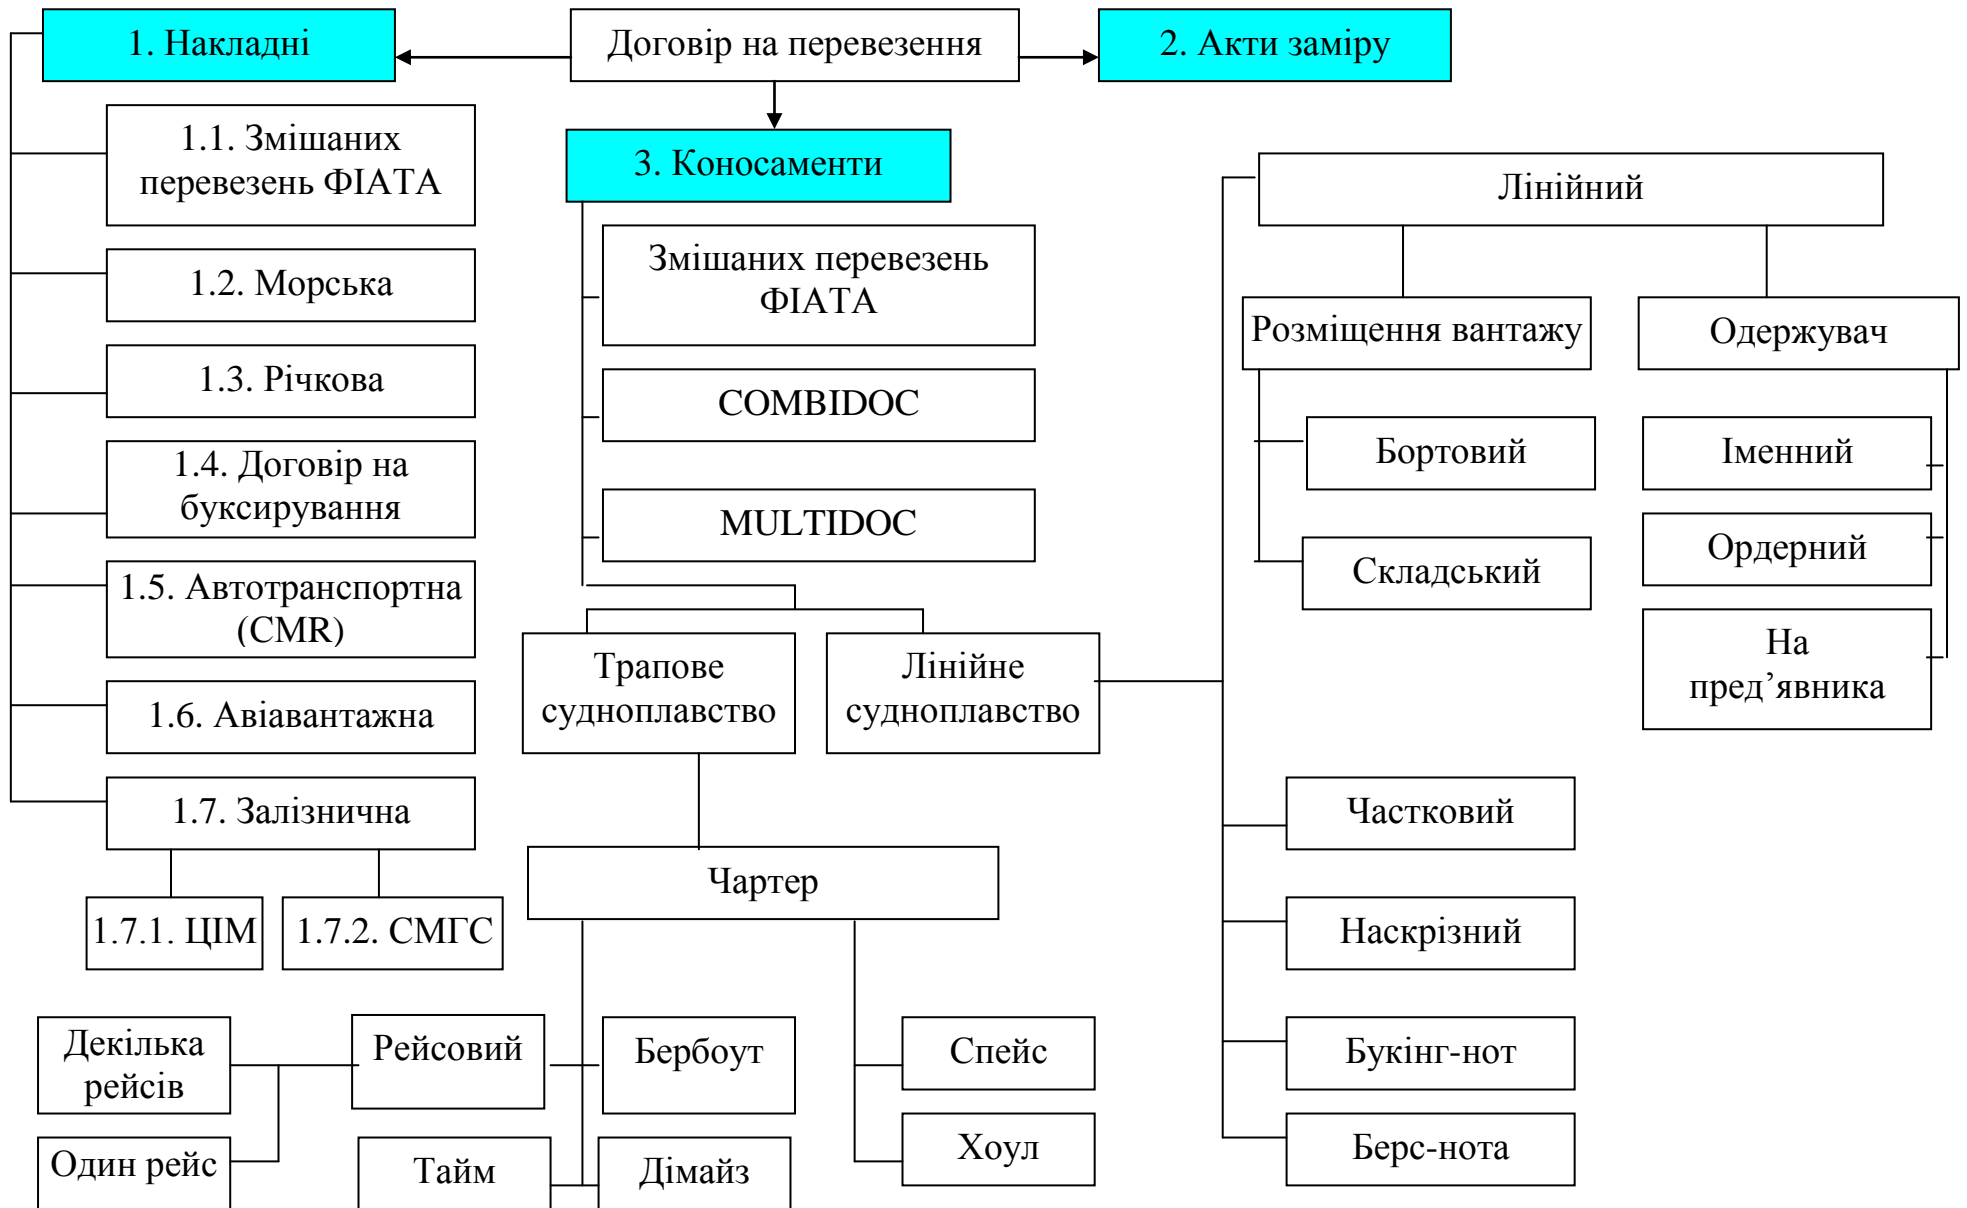 1. Накладні
Договір на перевезення
2. Акти заміру
1.1. Змішаних
перевезень ФІАТА
1.2. Морська
1.3. Річкова
1.4. Договір на
буксирування
1.5. Автотранспортна
(CMR)
1.6. Авіавантажна
1.7. Залізнична
1.7.1. ЦІМ
1.7.2. СМГС
3. Коносаменти
Змішаних перевезень
ФІАТА
COMBIDOC
MULTIDOC
Трапове
судноплавство
Лінійне
судноплавство
Чартер
Декілька
рейсів
Рейсовий
Бербоут
Спейс
Один рейс
Тайм
Дімайз
Хоул
Лінійний
Розміщення вантажу
Одержувач
Бортовий
Іменний
Складський
Ордерний
На
пред’явника
Частковий
Наскрізний
Букінг-нот
Берс-нота